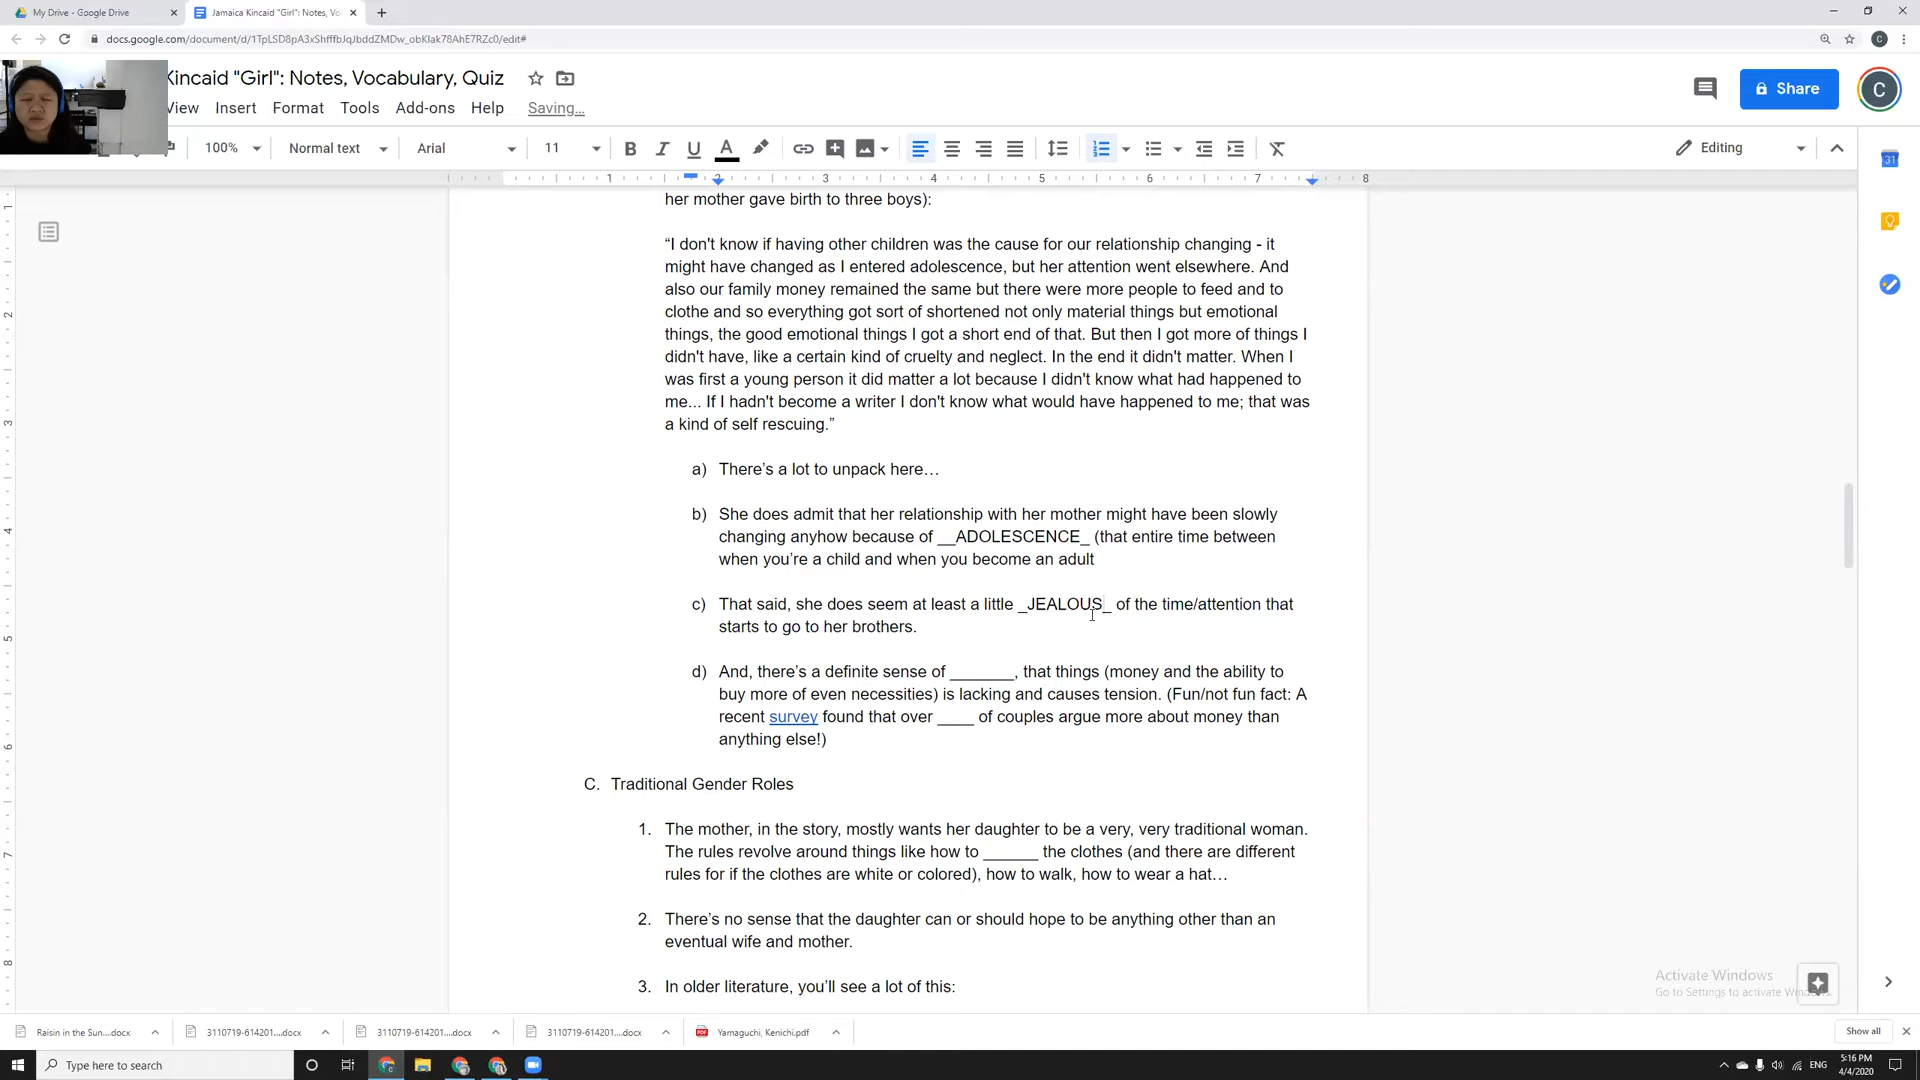 My Drive - Google Drive
Jamaica Kincaid "Girl": Notes, Vo
docs.google.com/document/d/1TpLSD8pA3xShfffbJqJbddZMDw_obKlak78AhE7RZc0/edit#
Kincaid "Girl": Notes, Vocabulary, Quiz
View Insert Format Tools Add-ons Help Saving...
Share
C
100% Normal text Arial 11 Editing
1 2 3 4 5 6 7 8
her mother gave birth to three boys):
“I don't know if having other children was the cause for our relationship changing - it
might have changed as I entered adolescence, but her attention went elsewhere. And
also our family money remained the same but there were more people to feed and to
clothe and so everything got sort of shortened not only material things but emotional
things, the good emotional things I got a short end of that. But then I got more of things I
didn't have, like a certain kind of cruelty and neglect. In the end it didn't matter. When I
was first a young person it did matter a lot because I didn't know what had happened to
me... If I hadn't become a writer I don't know what would have happened to me; that was
a kind of self rescuing.”
a) There’s a lot to unpack here…
b) She does admit that her relationship with her mother might have been slowly
changing anyhow because of __ADOLESCENCE_ (that entire time between
when you’re a child and when you become an adult
c) That said, she does seem at least a little _JEALOUS_ of the time/attention that
starts to go to her brothers.
d) And, there’s a definite sense of _______, that things (money and the ability to
buy more of even necessities) is lacking and causes tension. (Fun/not fun fact: A
recent survey found that over ____ of couples argue more about money than
anything else!)
C. Traditional Gender Roles
1. The mother, in the story, mostly wants her daughter to be a very, very traditional woman.
The rules revolve around things like how to ______ the clothes (and there are different
rules for if the clothes are white or colored), how to walk, how to wear a hat…
2. There’s no sense that the daughter can or should hope to be anything other than an
eventual wife and mother.
3. In older literature, you’ll see a lot of this:
Activate Windows
Go to Settings to activate Windows.
Raisin in the Sun....docx 3110719-614201....docx 3110719-614201....docx 3110719-614201....docx Yamaguchi, Kenichi.pdf Show all
Type here to search
ENG
5:16 PM
4/4/2020